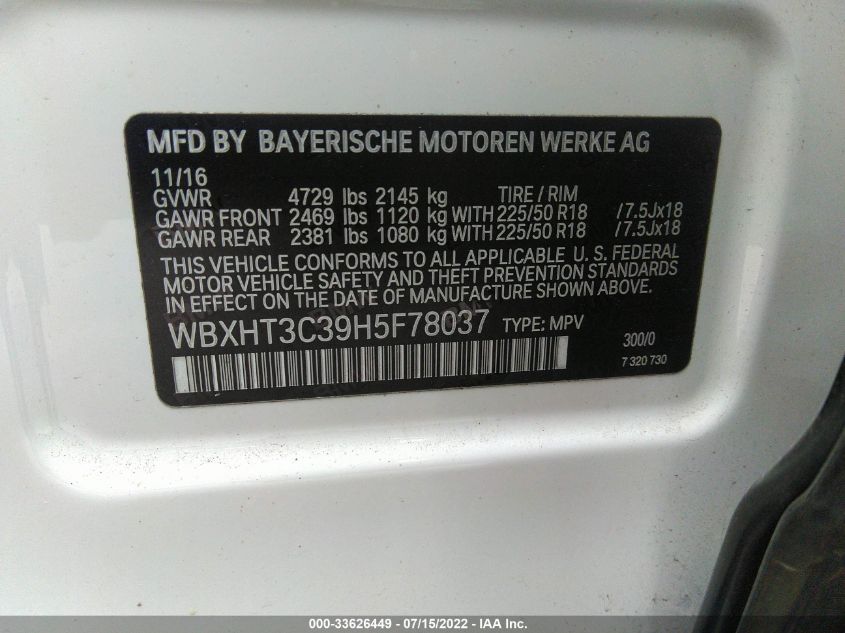 MFD BY BAYERISCHE MOTOREN WERKE AG
11/16
GVWR 4729 lbs 2145 kg TIRE / RIM
GAWR FRONT 2469 lbs 1120 kg WITH 225/50 R18 /7.5Jx18
GAWR REAR 2381 lbs 1080 kg WITH 225/50 R18 /7.5Jx18
THIS VEHICLE CONFORMS TO ALL APPLICABLE U. S. FEDERAL
MOTOR VEHICLE SAFETY AND THEFT PREVENTION STANDARDS
IN EFFECT ON THE DATE OF MANUFACTURE SHOWN ABOVE.
WBXHT3C39H5F78037 TYPE: MPV 300/0
7 320 730
000-33626449 - 07/15/2022 - IAA Inc.